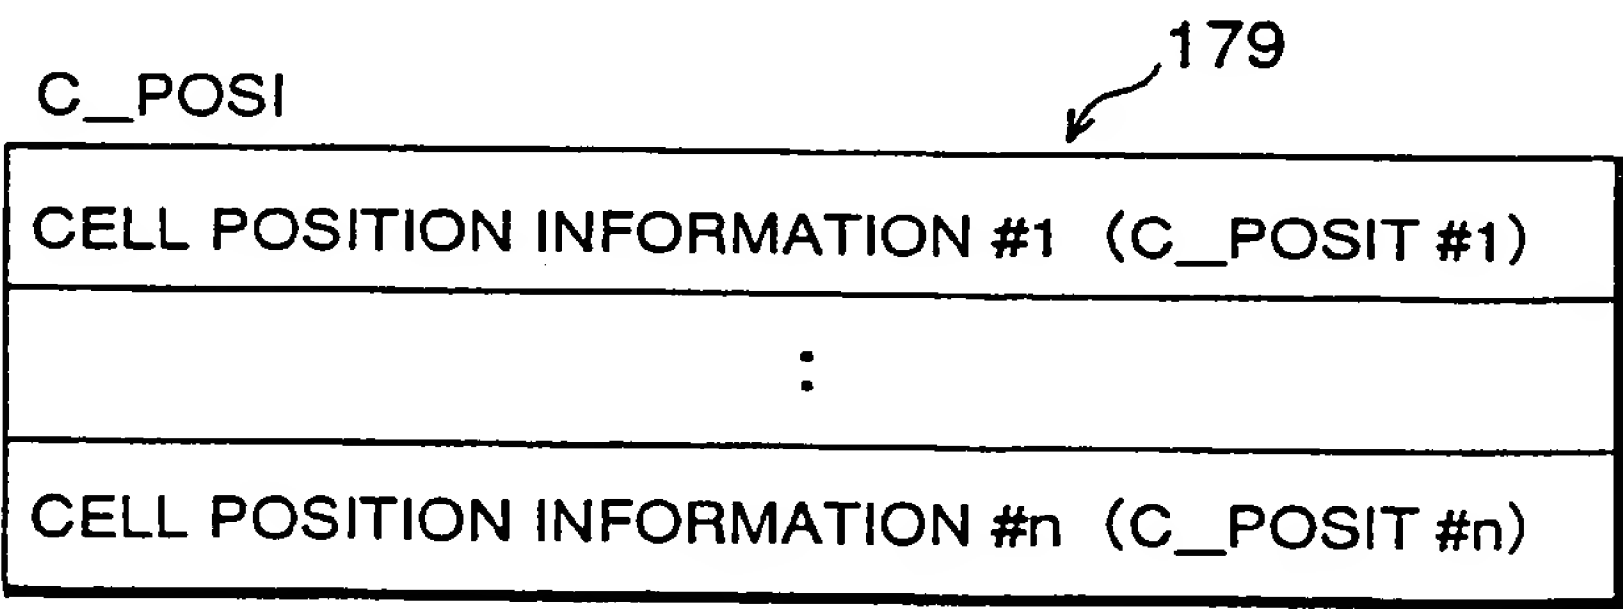 179
C_POSI
CELL POSITION INFORMATION #1 (C_POSIT #1)
:
CELL POSITION INFORMATION #n (C_POSIT #n)